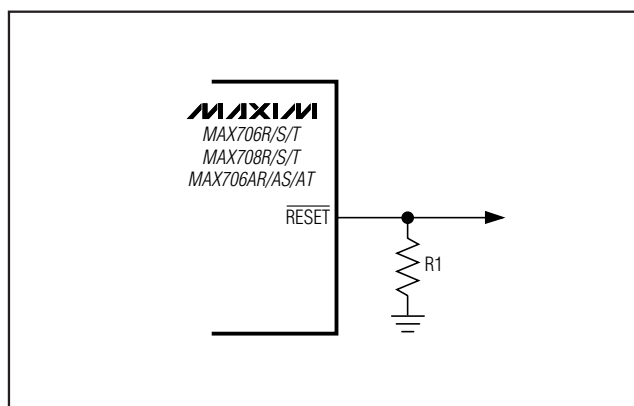 MAXIM
MAX706R/S/T
MAX708R/S/T
MAX706AR/AS/AT
RESET
R1